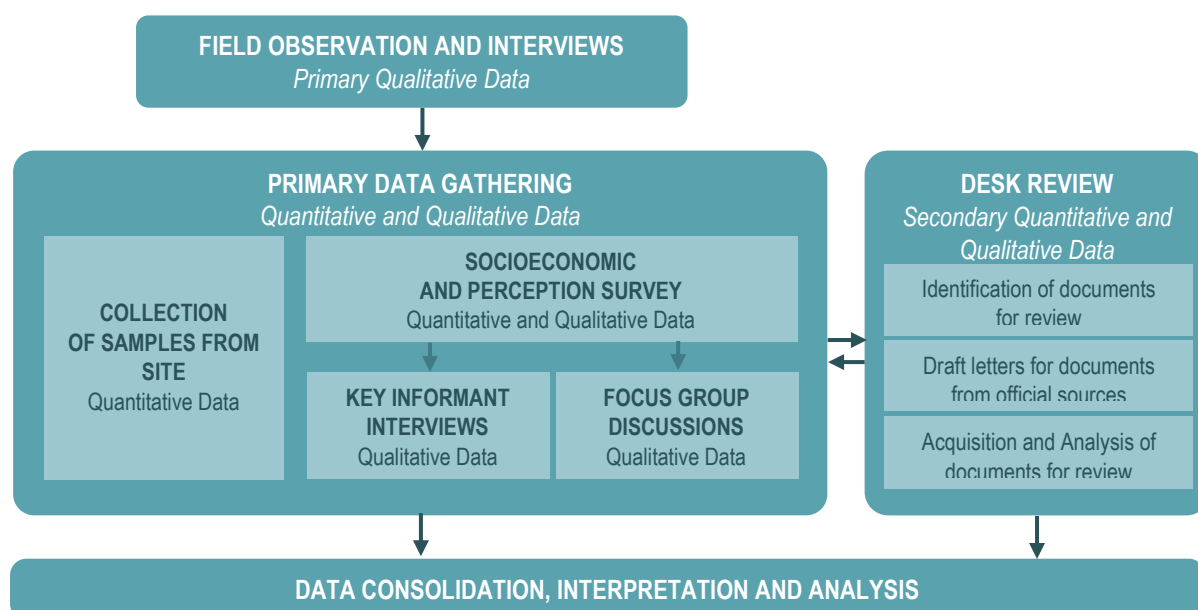 FIELD OBSERVATION AND INTERVIEWS
Primary Qualitative Data
PRIMARY DATA GATHERING
Quantitative and Qualitative Data
COLLECTION
OF SAMPLES FROM
SITE
Quantitative Data
SOCIOECONOMIC
AND PERCEPTION SURVEY
Quantitative and Qualitative Data
KEY INFORMANT
INTERVIEWS
Qualitative Data
FOCUS GROUP
DISCUSSIONS
Qualitative Data
DESK REVIEW
Secondary Quantitative and
Qualitative Data
Identification of documents
for review
Draft letters for documents
from official sources
Acquisition and Analysis of
documents for review
DATA CONSOLIDATION, INTERPRETATION AND ANALYSIS